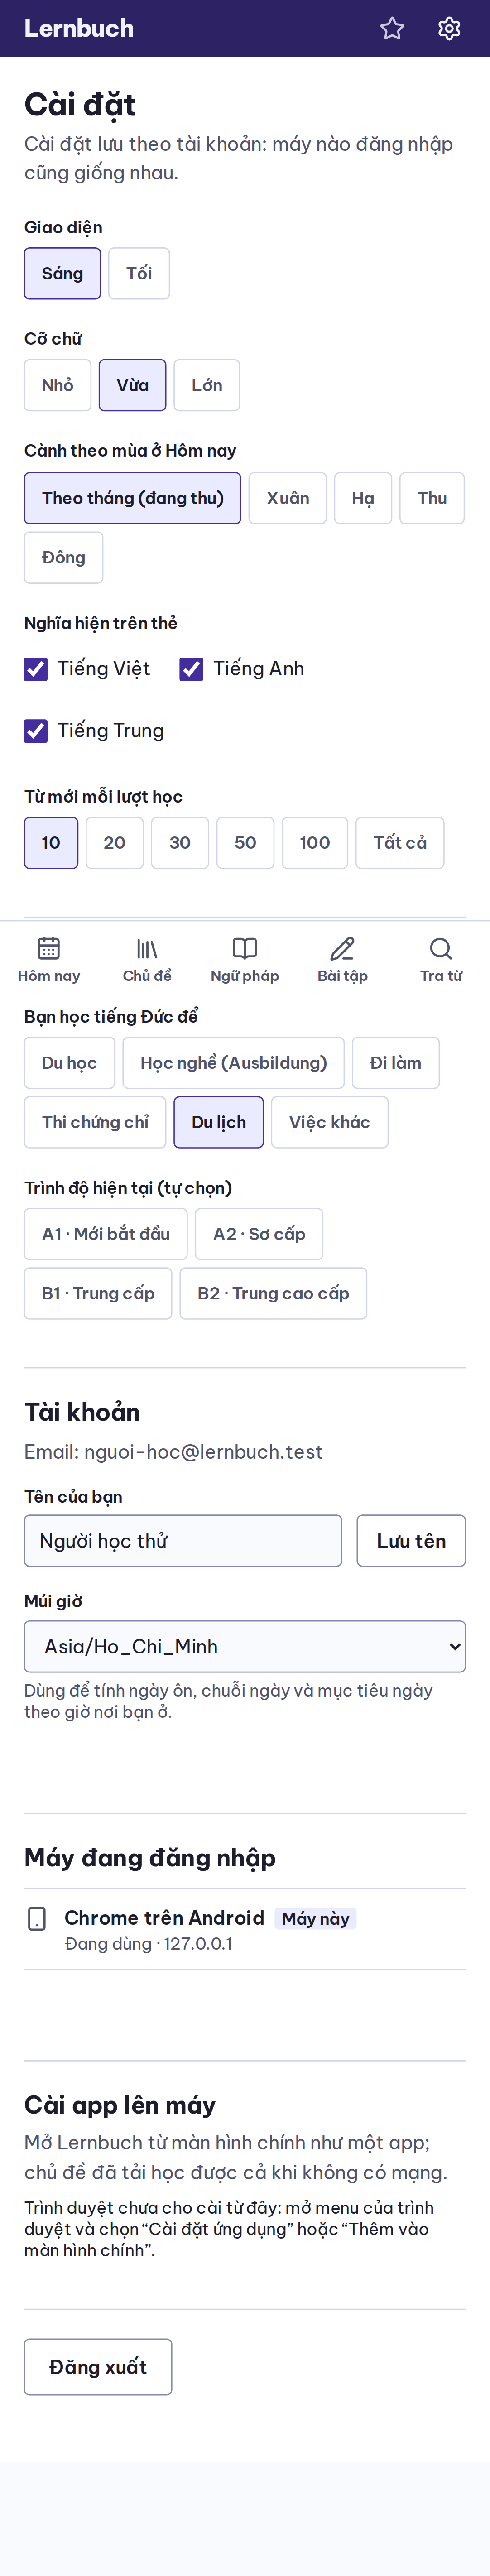 Lernbuch
Cài đặt
Cài đặt lưu theo tài khoản: máy nào đăng nhập
cũng giống nhau.
Giao diện
Sáng
Tối
Cỡ chữ
Nhỏ
Vừa
Lớn
Cành theo mùa ở Hôm nay
Theo tháng (đang thu)
Xuân
Hạ
Thu
Đông
Nghĩa hiện trên thẻ
Tiếng Việt
Tiếng Anh
Tiếng Trung
Từ mới mỗi lượt học
10
20
30
50
100
Tất cả
Hôm nay
Chủ đề
Ngữ pháp
Bài tập
Tra từ
Bạn học tiếng Đức để
Du học
Học nghề (Ausbildung)
Đi làm
Thi chứng chỉ
Du lịch
Việc khác
Trình độ hiện tại (tự chọn)
A1 · Mới bắt đầu
A2 · Sơ cấp
B1 · Trung cấp
B2 · Trung cao cấp
Tài khoản
Email: nguoi-hoc@lernbuch.test
Tên của bạn
Người học thử
Lưu tên
Múi giờ
Asia/Ho_Chi_Minh
Dùng để tính ngày ôn, chuỗi ngày và mục tiêu ngày
theo giờ nơi bạn ở.
Máy đang đăng nhập
Chrome trên Android
Máy này
Đang dùng · 127.0.0.1
Cài app lên máy
Mở Lernbuch từ màn hình chính như một app;
chủ đề đã tải học được cả khi không có mạng.
Trình duyệt chưa cho cài từ đây: mở menu của trình
duyệt và chọn “Cài đặt ứng dụng” hoặc “Thêm vào
màn hình chính”.
Đăng xuất